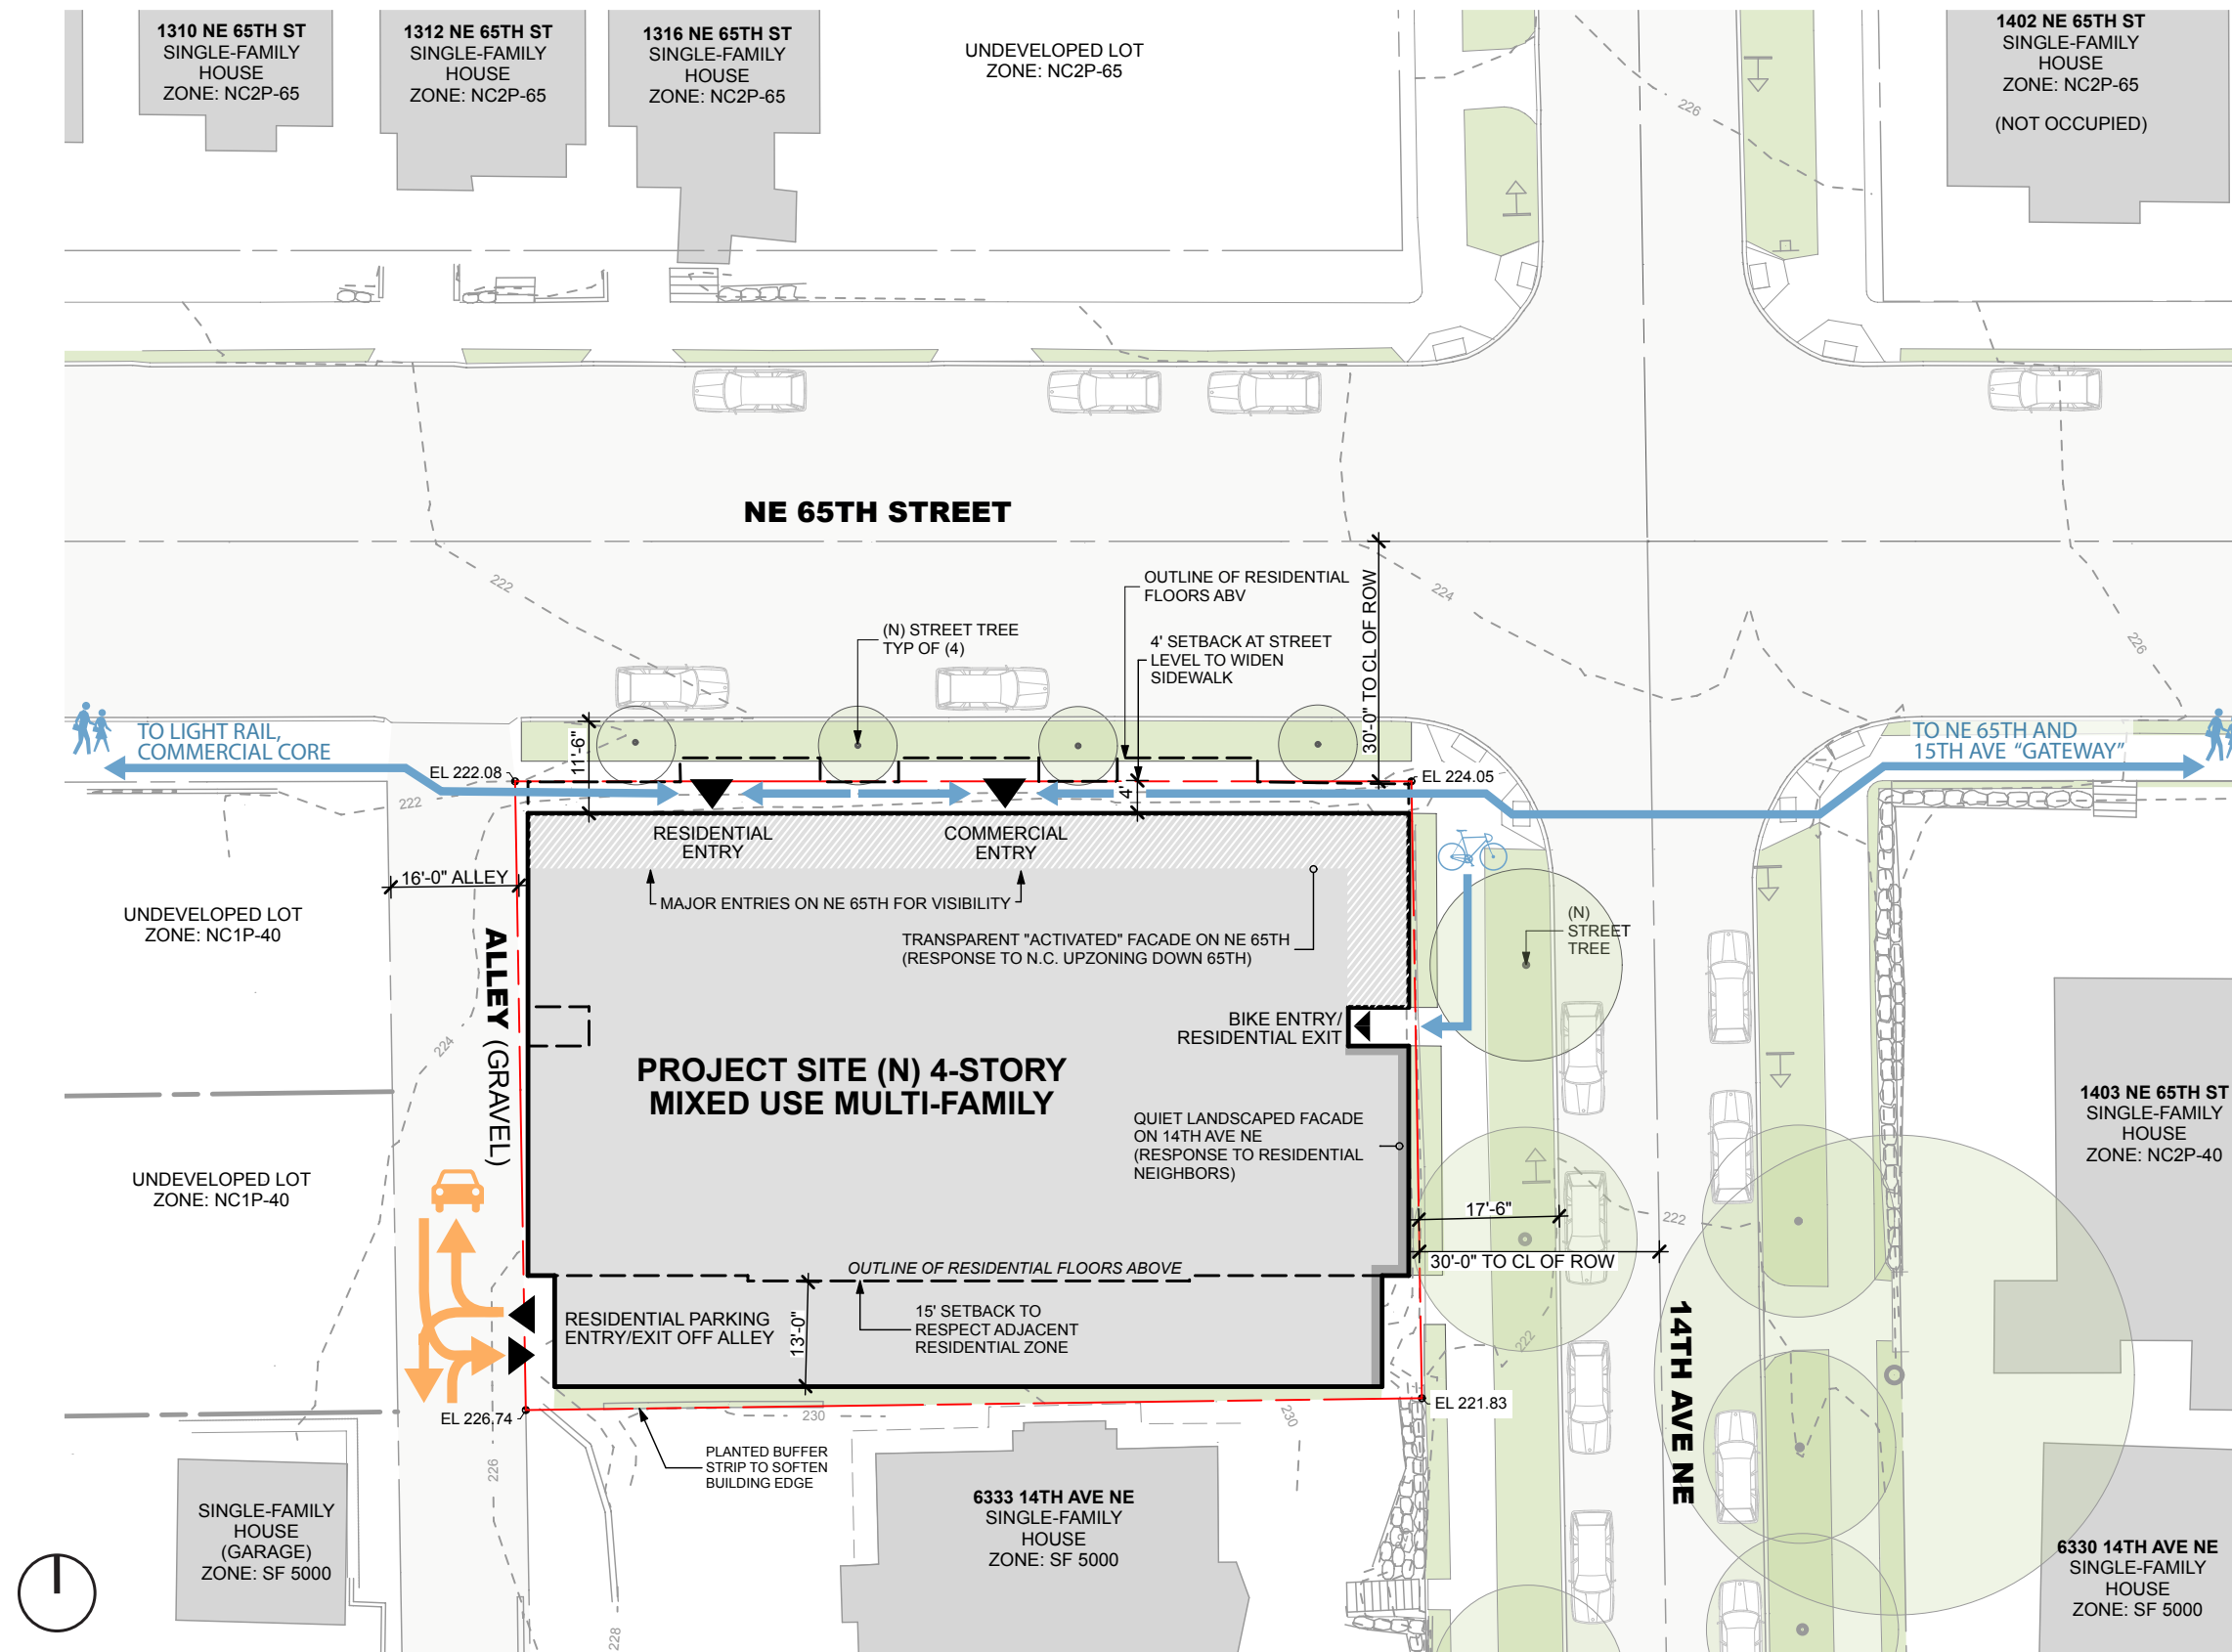 1310 NE 65TH ST
SINGLE-FAMILY
HOUSE
ZONE: NC2P-65
1312 NE 65TH ST
SINGLE-FAMILY
HOUSE
ZONE: NC2P-65
1316 NE 65TH ST
SINGLE-FAMILY
HOUSE
ZONE: NC2P-65
UNDEVELOPED LOT
ZONE: NC2P-65
1402 NE 65TH ST
SINGLE-FAMILY
HOUSE
ZONE: NC2P-65
(NOT OCCUPIED)
226
NE 65TH STREET
222
224
226
OUTLINE OF RESIDENTIAL
FLOORS ABV
30'-0" TO CL OF ROW
(N) STREET TREE
TYP OF (4)
4' SETBACK AT STREET
LEVEL TO WIDEN
SIDEWALK
TO LIGHT RAIL,
COMMERCIAL CORE
TO NE 65TH AND
15TH AVE “GATEWAY”
11'-6"
EL 222.08
EL 224.05
4'
222
RESIDENTIAL
ENTRY
COMMERCIAL
ENTRY
16'-0" ALLEY
MAJOR ENTRIES ON NE 65TH FOR VISIBILITY
UNDEVELOPED LOT
ZONE: NC1P-40
(N)
STREET
TREE
TRANSPARENT "ACTIVATED" FACADE ON NE 65TH
(RESPONSE TO N.C. UPZONING DOWN 65TH)
ALLEY (GRAVEL)
224
BIKE ENTRY/
RESIDENTIAL EXIT
PROJECT SITE (N) 4-STORY
MIXED USE MULTI-FAMILY
QUIET LANDSCAPED FACADE
ON 14TH AVE NE
(RESPONSE TO RESIDENTIAL
NEIGHBORS)
1403 NE 65TH ST
SINGLE-FAMILY
HOUSE
ZONE: NC2P-40
UNDEVELOPED LOT
ZONE: NC1P-40
17'-6"
222
30'-0" TO CL OF ROW
OUTLINE OF RESIDENTIAL FLOORS ABOVE
RESIDENTIAL PARKING
ENTRY/EXIT OFF ALLEY
13'-0"
15' SETBACK TO
RESPECT ADJACENT
RESIDENTIAL ZONE
222
14TH AVE NE
EL 226.74
EL 221.83
230
230
226
PLANTED BUFFER
STRIP TO SOFTEN
BUILDING EDGE
6333 14TH AVE NE
SINGLE-FAMILY
HOUSE
ZONE: SF 5000
SINGLE-FAMILY
HOUSE
(GARAGE)
ZONE: SF 5000
6330 14TH AVE NE
SINGLE-FAMILY
HOUSE
ZONE: SF 5000
228